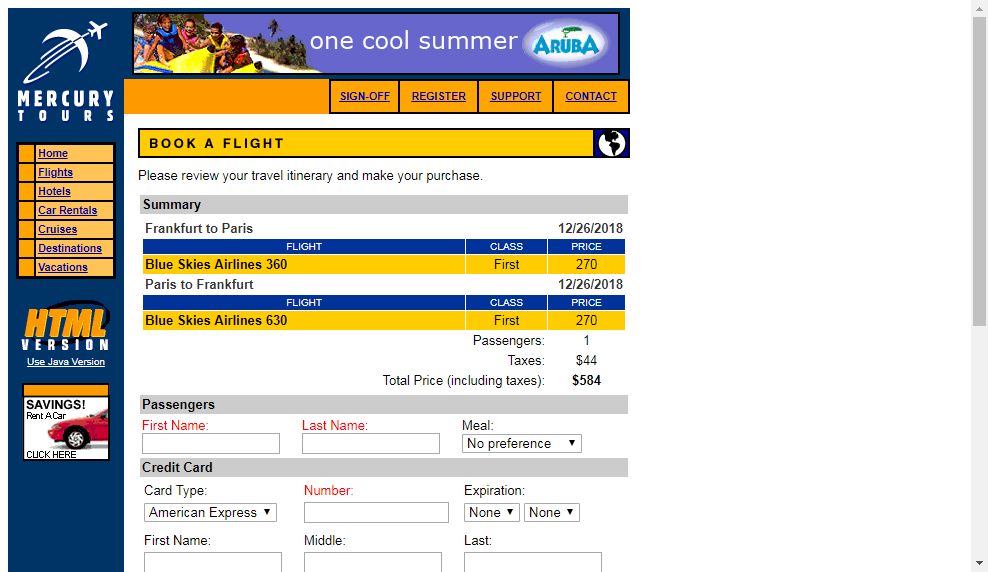 one cool summer ARUBA
MERCURY
TOURS
SIGN-OFF REGISTER SUPPORT CONTACT
BOOK A FLIGHT
Home
Flights
Hotels
Car Rentals
Cruises
Destinations
Vacations
HTML
VERSION
Use Java Version
SAVINGS!
Rent A Car
CLICK HERE
Please review your travel itinerary and make your purchase.
Summary
Frankfurt to Paris 12/26/2018
FLIGHT CLASS PRICE
Blue Skies Airlines 360 First 270
Paris to Frankfurt 12/26/2018
FLIGHT CLASS PRICE
Blue Skies Airlines 630 First 270
Passengers: 1
Taxes: $44
Total Price (including taxes): $584
Passengers
First Name: Last Name: Meal:
No preference
Credit Card
Card Type: Number: Expiration:
American Express None None
First Name: Middle: Last: